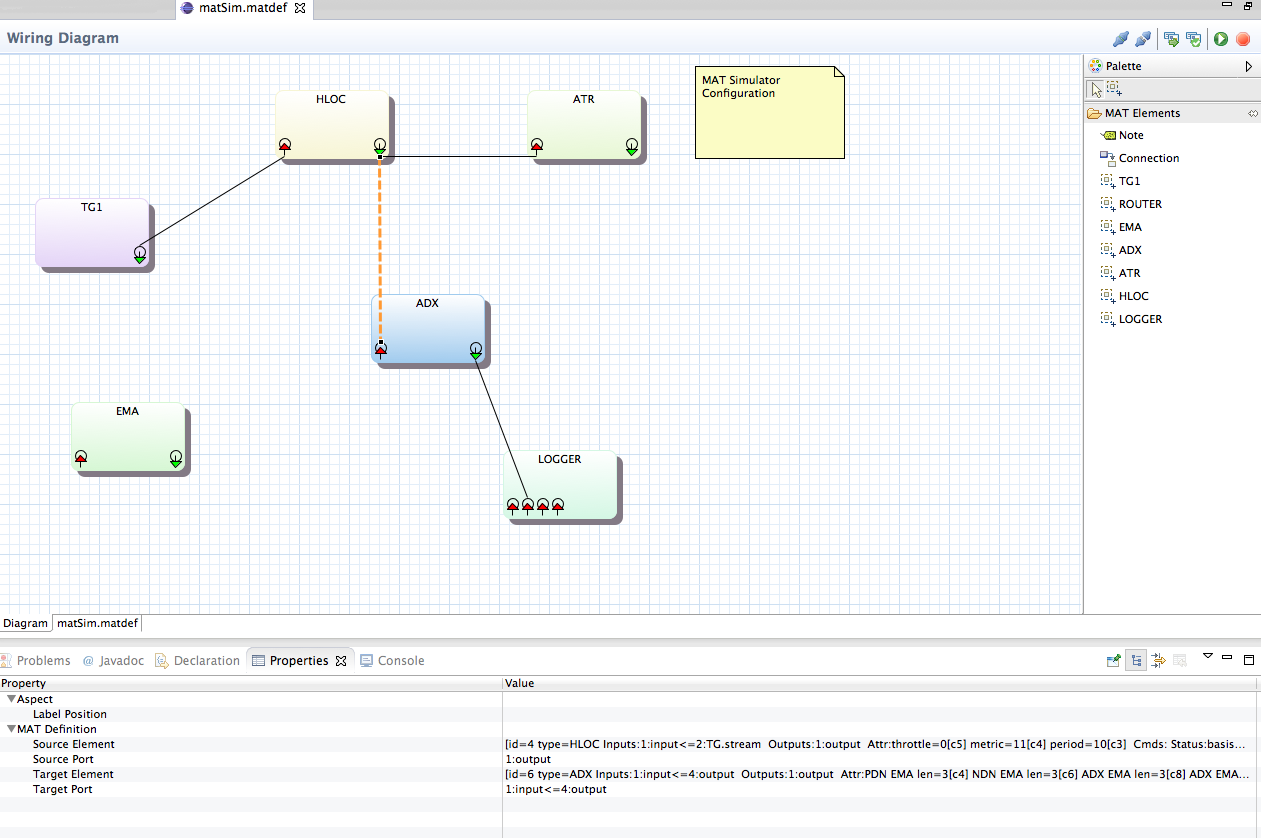 matSim.matdef
Wiring Diagram
HLOC
ATR
MAT Simulator
Configuration
TG1
ADX
EMA
LOGGER
Palette
MAT Elements
Note
Connection
TG1
ROUTER
EMA
ADX
ATR
HLOC
LOGGER
Diagram
matSim.matdef
Problems
@ Javadoc
Declaration
Properties
Console
Property Value
Aspect
Label Position
MAT Definition
Source Element [id=4 type=HLOC Inputs:1:input<=2:TG.stream Outputs:1:output Attr:throttle=0[c5] metric=11[c4] period=10[c3] Cmds: Status:basis...
Source Port 1:output
Target Element [id=6 type=ADX Inputs:1:input<=4:output Outputs:1:output Attr:PDN EMA len=3[c4] NDN EMA len=3[c6] ADX EMA len=3[c8] ADX EMA...
Target Port 1:input<=4:output